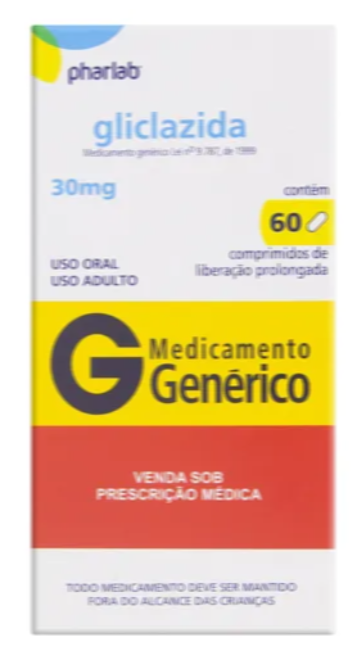 pharlab
gliclazida
Medicamento genérico Lei nº 9.787, de 1999
30mg
contém
60
comprimidos de
liberação prolongada
USO ORAL
USO ADULTO
G Medicamento
Genérico
VENDA SOB
PRESCRIÇÃO MÉDICA
TODO MEDICAMENTO DEVE SER MANTIDO
FORA DO ALCANCE DAS CRIANÇAS